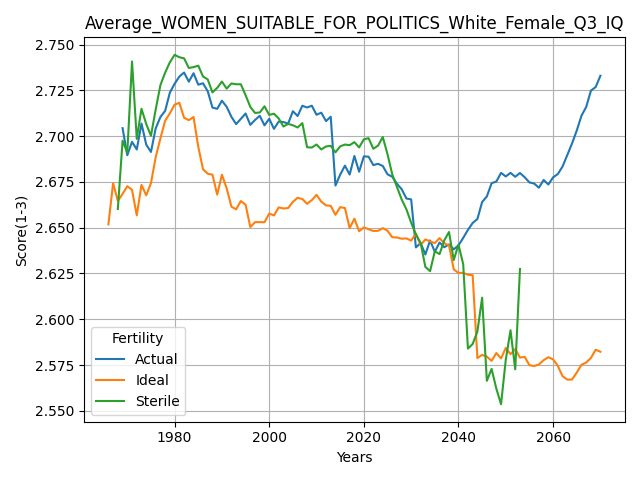 Average_WOMEN_SUITABLE_FOR_POLITICS_White_Female_Q3_IQ
2.750
2.725
2.700
2.675
2.650
2.625
2.600
2.575
2.550
Score(1-3)
Fertility
Actual
Ideal
Sterile
1980
2000
2020
2040
2060
Years